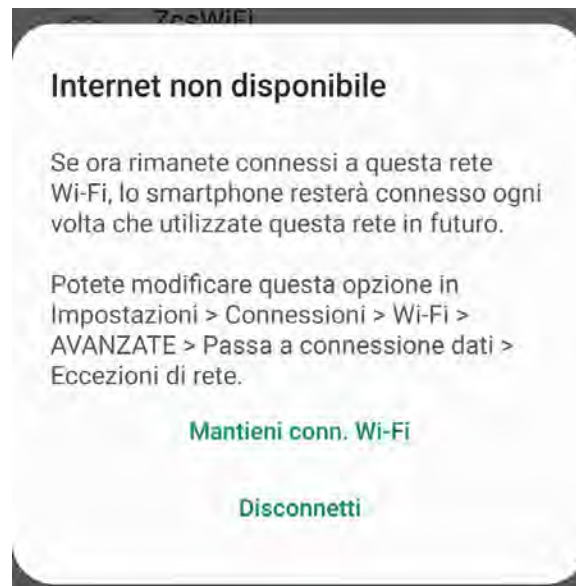 ZcsWiFi
Internet non disponibile
Se ora rimanete connessi a questa rete
Wi-Fi, lo smartphone resterà connesso ogni
volta che utilizzate questa rete in futuro.
Potete modificare questa opzione in
Impostazioni > Connessioni > Wi-Fi >
AVANZATE > Passa a connessione dati >
Eccezioni di rete.
Mantieni conn. Wi-Fi
Disconnetti